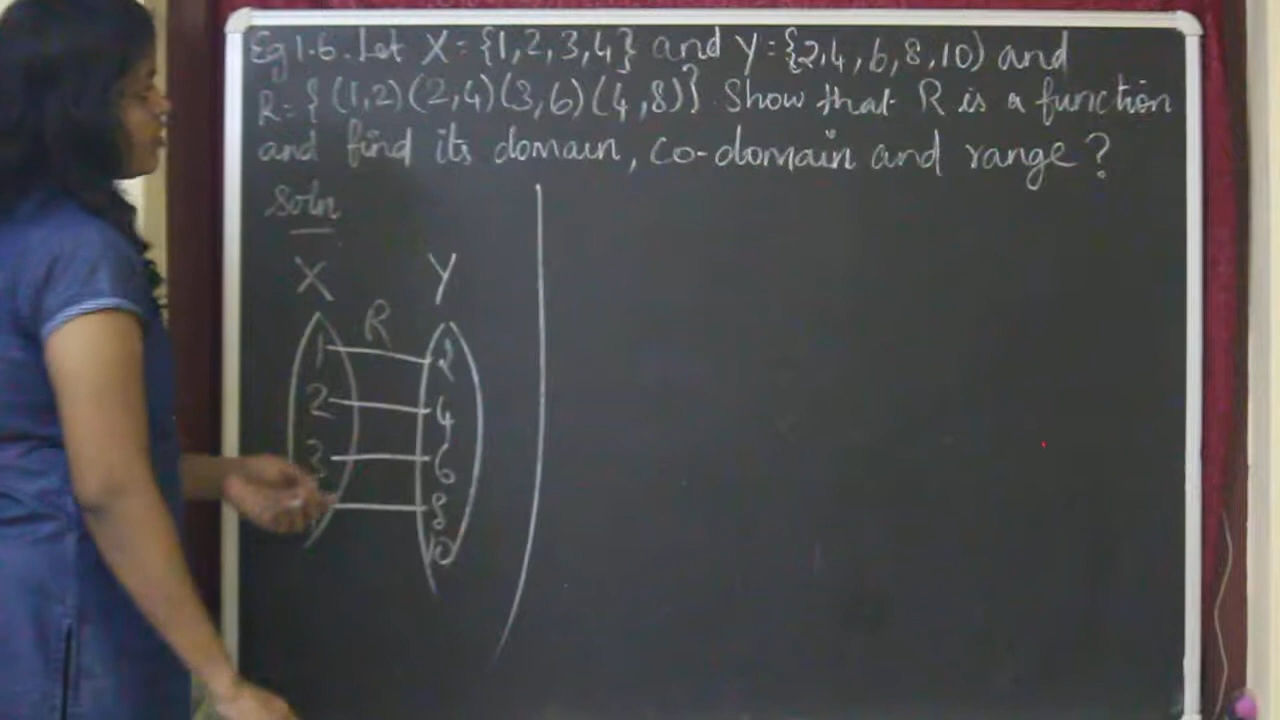 Eg 1.6. Let X = {1,2,3,4} and Y = {2,4,6,8,10) and
R = { (1,2) (2,4) (3,6) (4,8)} Show that R is a function
and find its domain, co-domain and range ?
Soln
X Y
R
1 2
2 4
3 6
8
10